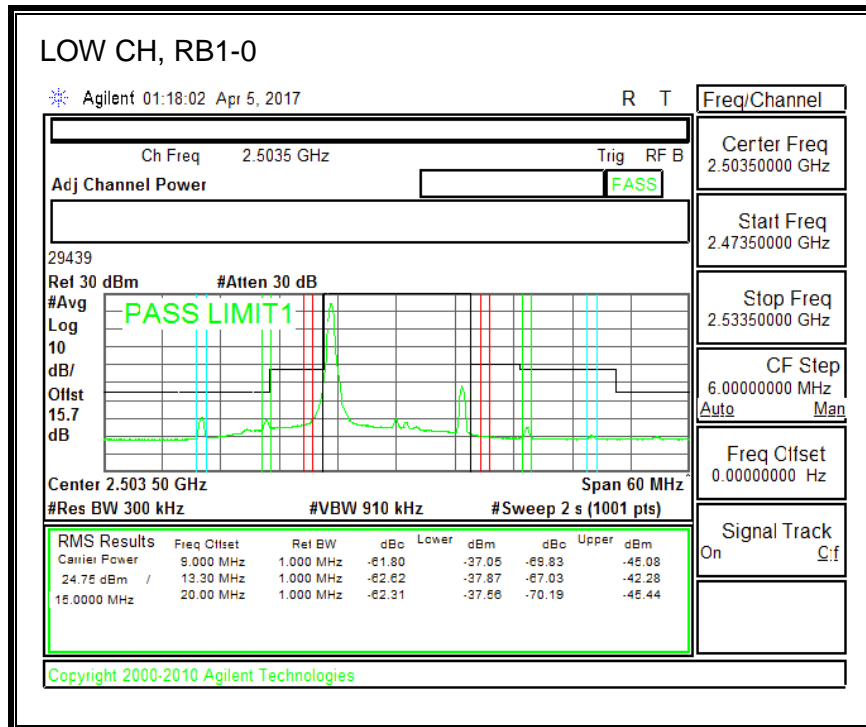 LOW CH, RB1-0
Agilent 01:18:02 Apr 5, 2017 R T
Freq/Channel
Ch Freq 2.5035 GHz Trig RF B
Adj Channel Power FASS
Center Freq
2.50350000 GHz
Start Freq
2.47350000 GHz
29439
Ref 30 dBm #Atten 30 dB
#Avg
Log
10
dB/
Offst
15.7
dB
PASS LIMIT1
Stop Freq
2.53350000 GHz
CF Step
6.00000000 MHz
Auto Man
Freq Offset
0.00000000 Hz
Center 2.503 50 GHz Span 60 MHz
#Res BW 300 kHz #VBW 910 kHz #Sweep 2 s (1001 pts)
Signal Track
On Off
RMS Results Freq Offset Ref BW dBc Lower dBm dBc Upper dBm
Carrier Power 9.000 MHz 1.000 MHz -61.80 -37.05 -69.83 -45.08
24.75 dBm / 13.30 MHz 1.000 MHz -62.62 -37.87 -67.03 -42.28
15.0000 MHz 20.00 MHz 1.000 MHz -62.31 -37.56 -70.19 -45.44
Copyright 2000-2010 Agilent Technologies